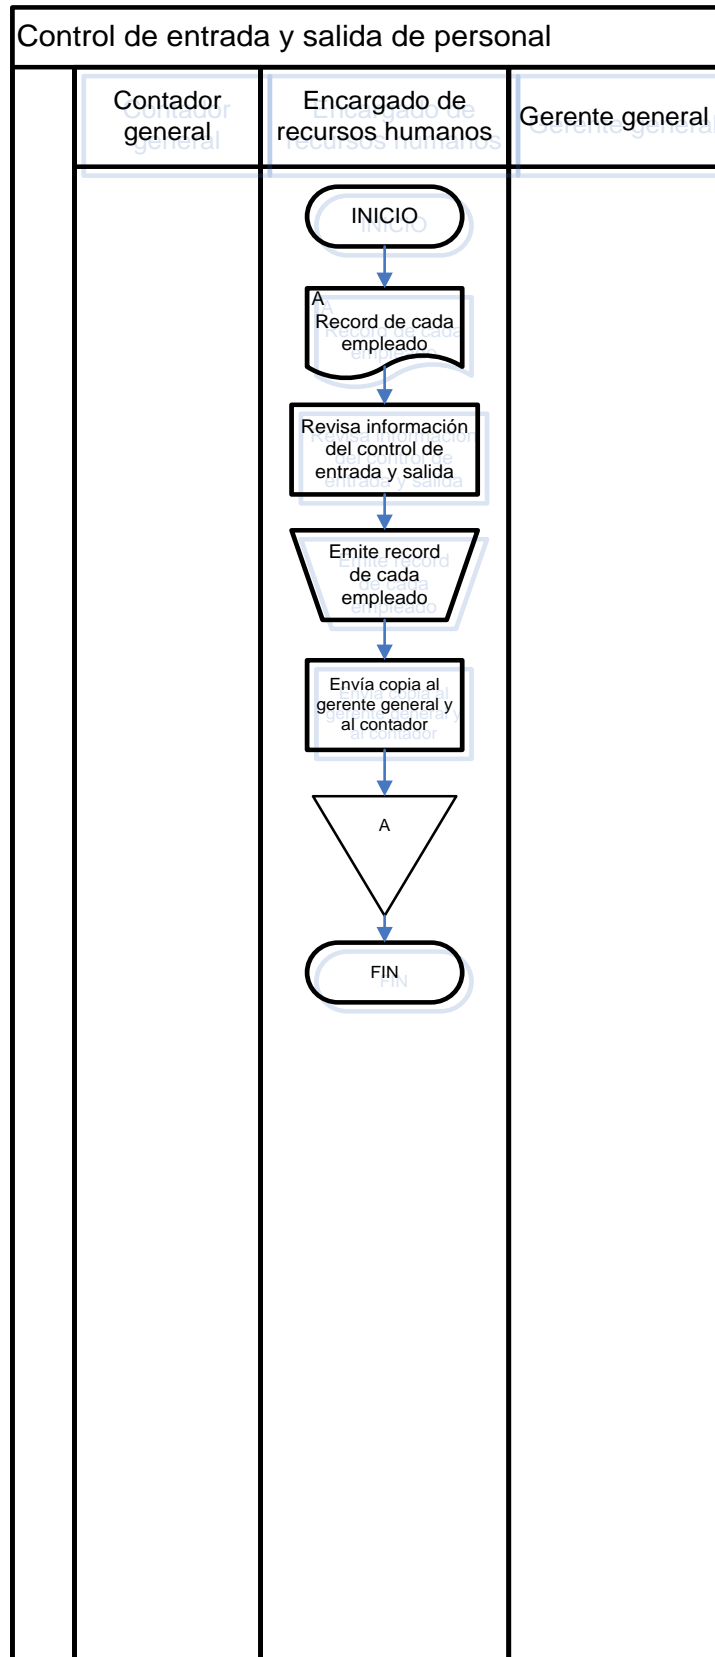 Control de entrada y salida de personal
Contador
general
Encargado de
recursos humanos
Gerente general
INICIO
A
Record de cada
empleado
Revisa información
del control de
entrada y salida
Emite record
de cada
empleado
Envía copia al
gerente general y
al contador
A
FIN